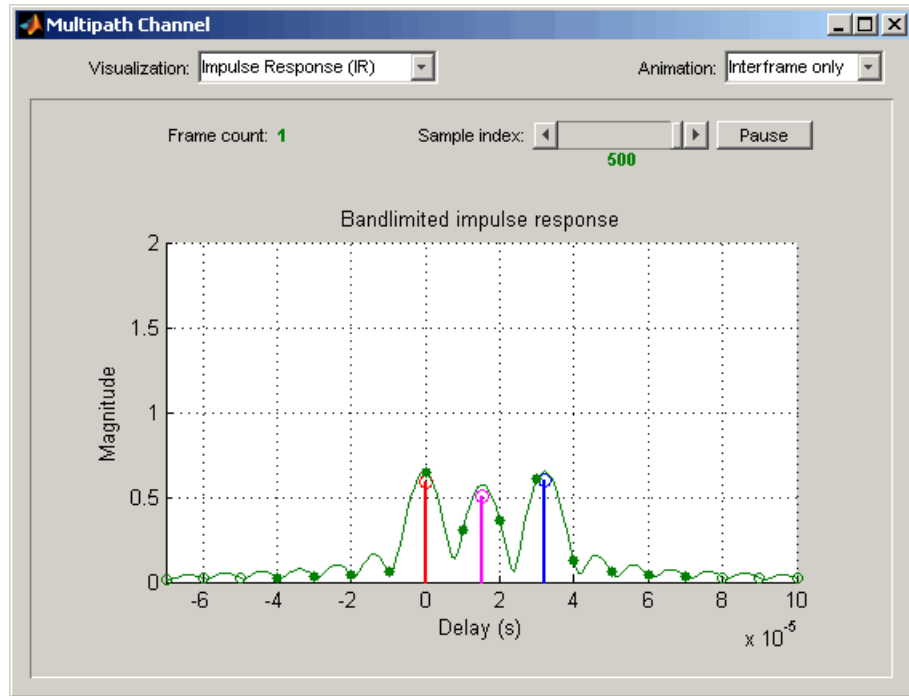 Multipath Channel
Visualization: Impulse Response (IR)
Animation: Interframe only
Frame count: 1
Sample index:
500
Pause
Bandlimited impulse response
2
1.5
1
0.5
0
Magnitude
-6 -4 -2 0 2 4 6 8 10
Delay (s)
x 10^-5